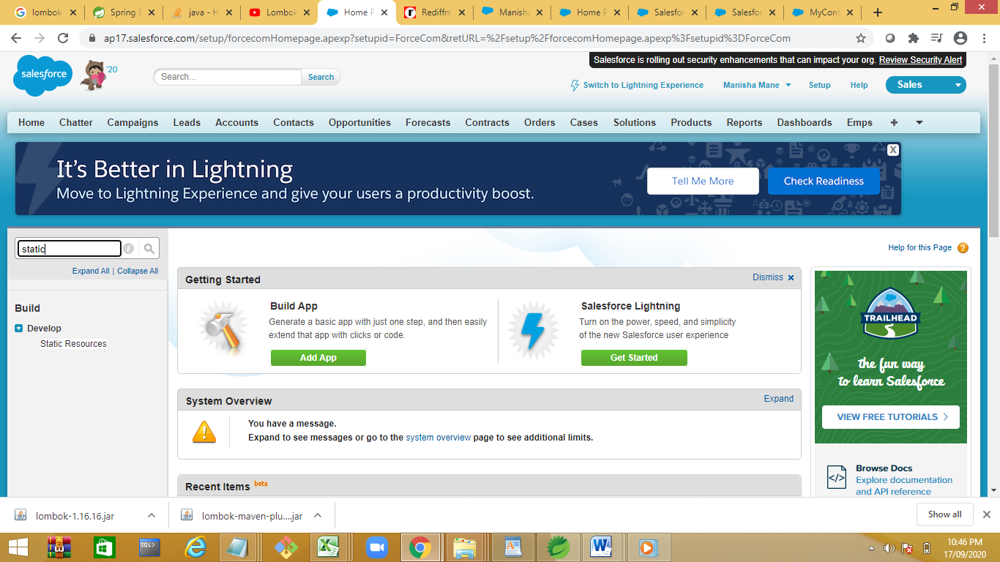 lombok
Spring E
java - H
Lombok
Home P
Rediffm
Manisha
Home P
Salesfor
Salesfor
MyCont
ap17.salesforce.com/setup/forcecomHomepage.apexp?setupid=ForceCom&retURL=%2Fsetup%2FforcecomHomepage.apexp%3Fsetupid%3DForceCom
Salesforce is rolling out security enhancements that can impact your org. Review Security Alert
salesforce
'20
Search...
Search
Switch to Lightning Experience
Manisha Mane
Setup
Help
Sales
Home Chatter Campaigns Leads Accounts Contacts Opportunities Forecasts Contracts Orders Cases Solutions Products Reports Dashboards Emps +
It's Better in Lightning
Move to Lightning Experience and give your users a productivity boost.
Tell Me More
Check Readiness
X
static
Expand All | Collapse All
Build
Develop
Static Resources
Help for this Page ?
Getting Started
Dismiss x
Build App
Generate a basic app with just one step, and then easily
extend that app with clicks or code.
Add App
Salesforce Lightning
Turn on the power, speed, and simplicity
of the new Salesforce user experience
Get Started
System Overview
Expand
You have a message.
Expand to see messages or go to the system overview page to see additional limits.
Recent Items beta
TRAILHEAD
the fun way
to learn Salesforce
VIEW FREE TUTORIALS >
</>
Browse Docs
Explore documentation
and API reference
lombok-1.16.16.jar
lombok-maven-plu....jar
Show all
SQL>
10:46 PM
17/09/2020